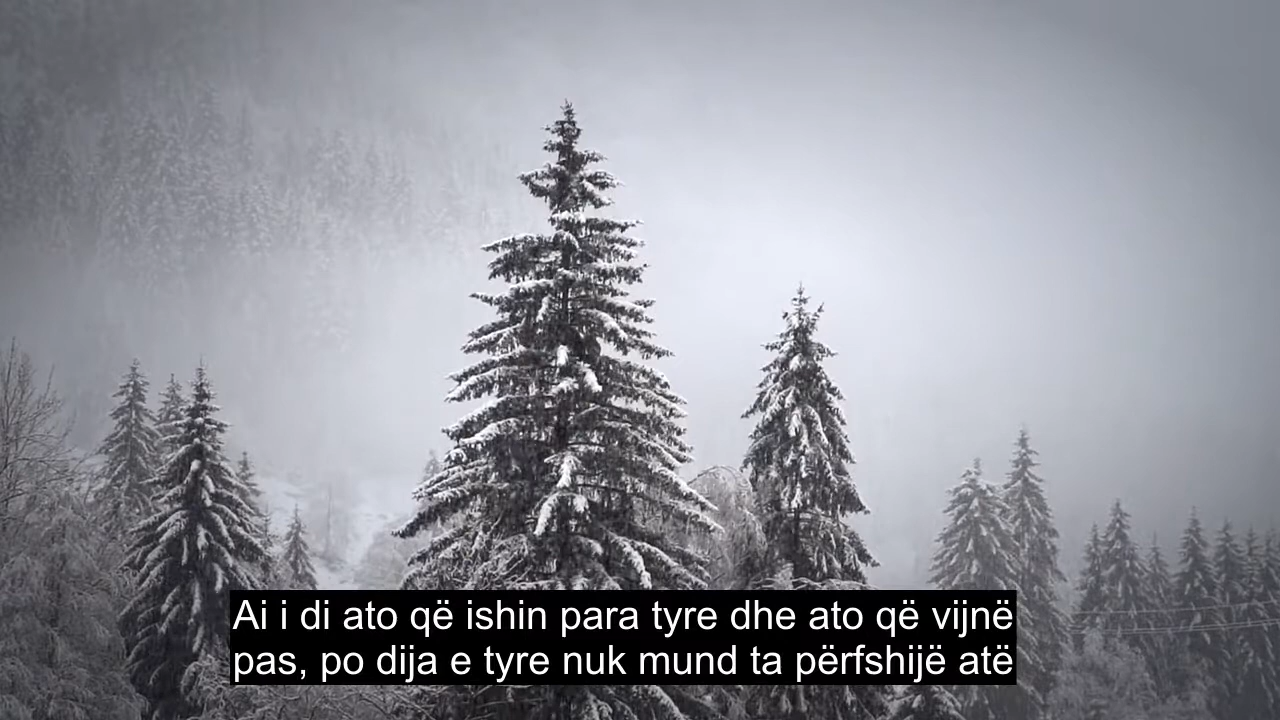 Ai i di ato që ishin para tyre dhe ato që vijnë
pas, po dija e tyre nuk mund ta përfshijë atë